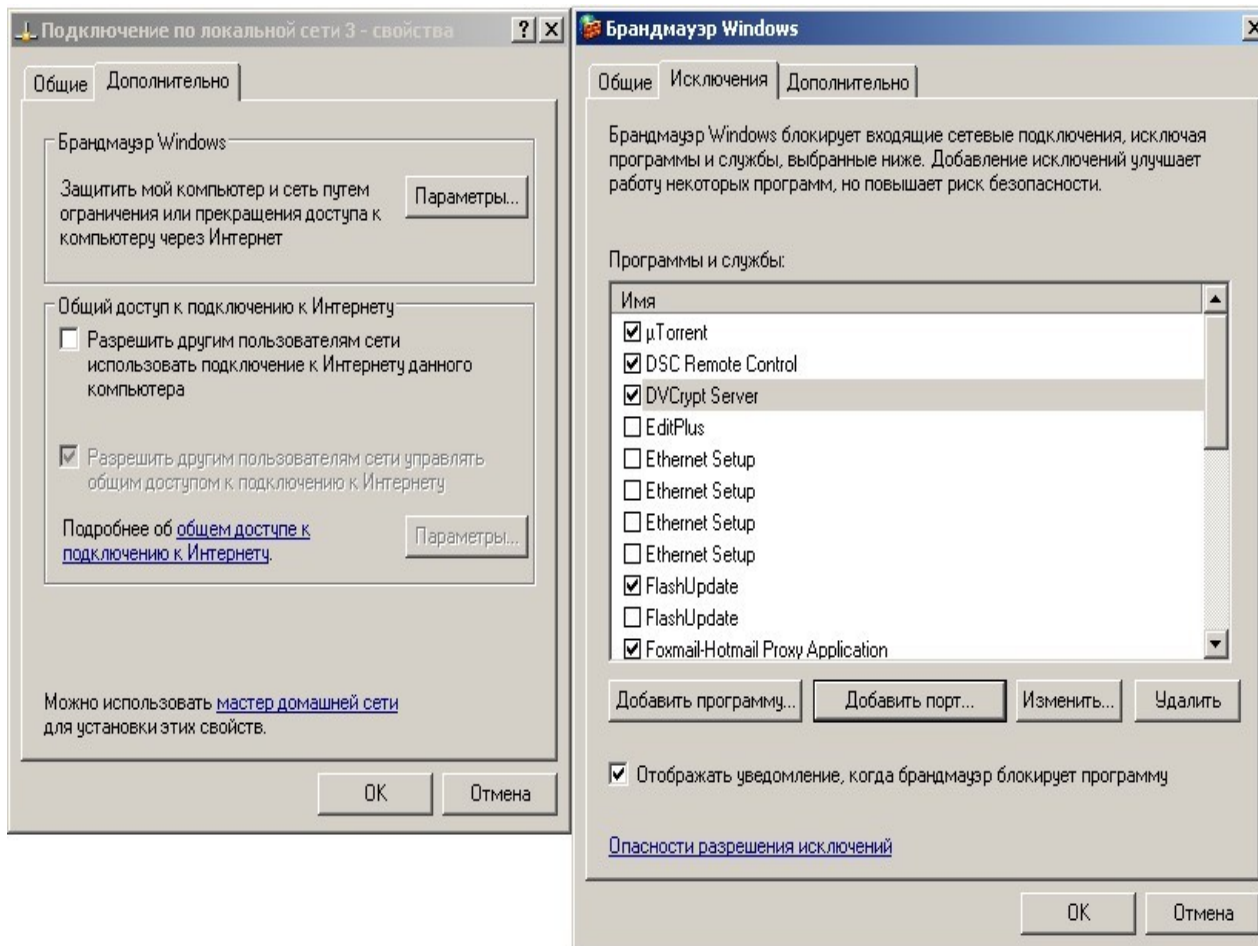 Подключение по локальной сети 3 - свойства
Общие
Дополнительно
Брандмауэр Windows
Защитить мой компьютер и сеть путем
ограничения или прекращения доступа к
компьютеру через Интернет
Параметры...
Общий доступ к подключению к Интернету
Разрешить другим пользователям сети
использовать подключение к Интернету данного
компьютера
Разрешить другим пользователям сети управлять
общим доступом к подключению к Интернету
Подробнее об общем доступе к
подключению к Интернету.
Параметры...
Можно использовать мастер домашней сети
для установки этих свойств.
OK
Отмена
Брандмауэр Windows
Общие
Исключения
Дополнительно
Брандмауэр Windows блокирует входящие сетевые подключения, исключая
программы и службы, выбранные ниже. Добавление исключений улучшает
работу некоторых программ, но повышает риск безопасности.
Программы и службы:
Имя
µTorrent
DSC Remote Control
DVCrypt Server
EditPlus
Ethernet Setup
Ethernet Setup
Ethernet Setup
Ethernet Setup
FlashUpdate
FlashUpdate
Foxmail-Hotmail Proxy Application
Добавить программу...
Добавить порт...
Изменить...
Удалить
Отображать уведомление, когда брандмауэр блокирует программу
Опасности разрешения исключений
OK
Отмена